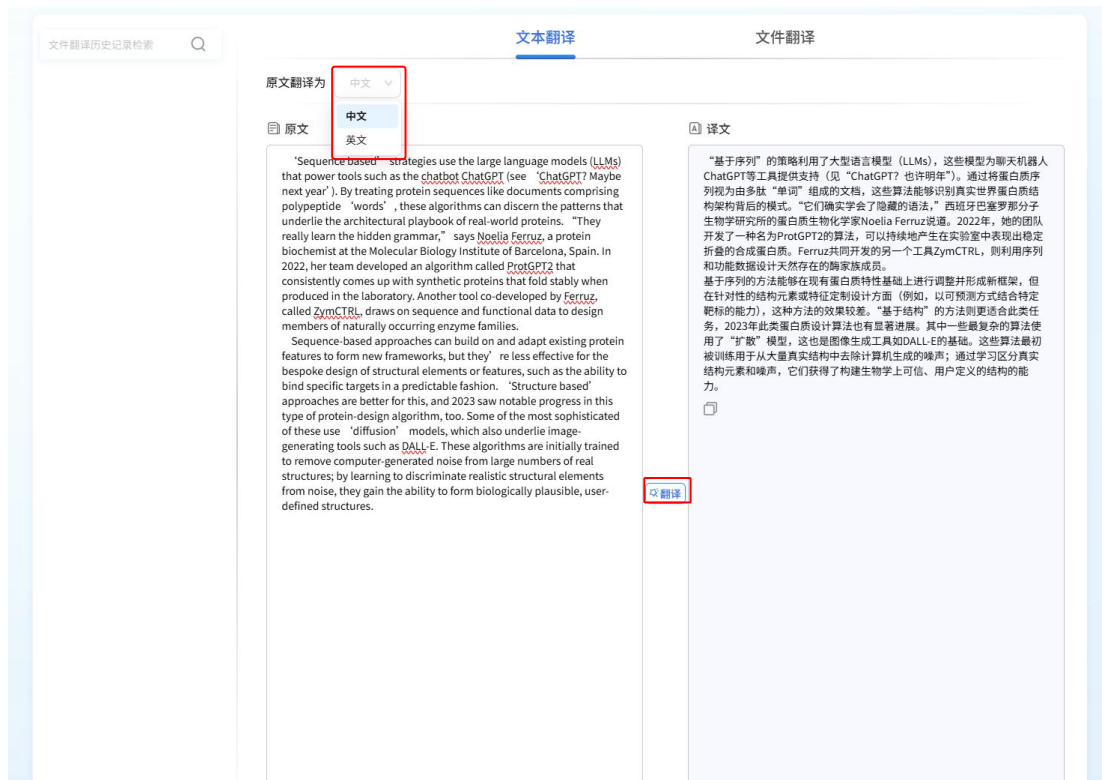 文件翻译历史记录检索
文本翻译
文件翻译
原文翻译为
中文
中文
英文
原文
‘Sequence based’ strategies use the large language models (LLMs)
that power tools such as the chatbot ChatGPT (see ‘ChatGPT? Maybe
next year’). By treating protein sequences like documents comprising
polypeptide ‘words’, these algorithms can discern the patterns that
underlie the architectural playbook of real-world proteins. “They
really learn the hidden grammar,” says Noelia Ferruz, a protein
biochemist at the Molecular Biology Institute of Barcelona, Spain. In
2022, her team developed an algorithm called ProtGPT2 that
consistently comes up with synthetic proteins that fold stably when
produced in the laboratory. Another tool co-developed by Ferruz,
called ZymCTRL, draws on sequence and functional data to design
members of naturally occurring enzyme families.
Sequence-based approaches can build on and adapt existing protein
features to form new frameworks, but they’re less effective for the
bespoke design of structural elements or features, such as the ability to
bind specific targets in a predictable fashion. ‘Structure based’
approaches are better for this, and 2023 saw notable progress in this
type of protein-design algorithm, too. Some of the most sophisticated
of these use ‘diffusion’ models, which also underlie image-
generating tools such as DALL-E. These algorithms are initially trained
to remove computer-generated noise from large numbers of real
structures; by learning to discriminate realistic structural elements
from noise, they gain the ability to form biologically plausible, user-
defined structures.
翻译
译文
“基于序列”的策略利用了大型语言模型（LLMs），这些模型为聊天机器人
ChatGPT等工具提供支持（见“ChatGPT？也许明年”）。通过将蛋白质序
列视为由多肽“单词”组成的文档，这些算法能够识别真实世界蛋白质结
构架构背后的模式。“它们确实学会了隐藏的语法，”西班牙巴塞罗那分子
生物学研究所的蛋白质生物化学家Noelia Ferruz说道。2022年，她的团队
开发了一种名为ProtGPT2的算法，可以持续地产生在实验室中表现出稳定
折叠的合成蛋白质。Ferruz共同开发的另一个工具ZymCTRL，则利用序列
和功能数据设计天然存在的酶家族成员。
基于序列的方法能够在现有蛋白质特性基础上进行调整并形成新框架，但
在针对性的结构元素或特征定制设计方面（例如，以可预测方式结合特定
靶标的能力），这种方法的效果较差。“基于结构”的方法则更适合此类任
务，2023年此类蛋白质设计算法也有显著进展。其中一些最复杂的算法使
用了“扩散”模型，这也是图像生成工具如DALL-E的基础。这些算法最初
被训练用于从大量真实结构中去除计算机生成的噪声；通过学习区分真实
结构元素和噪声，它们获得了构建生物学上可信、用户定义的结构的能
力。